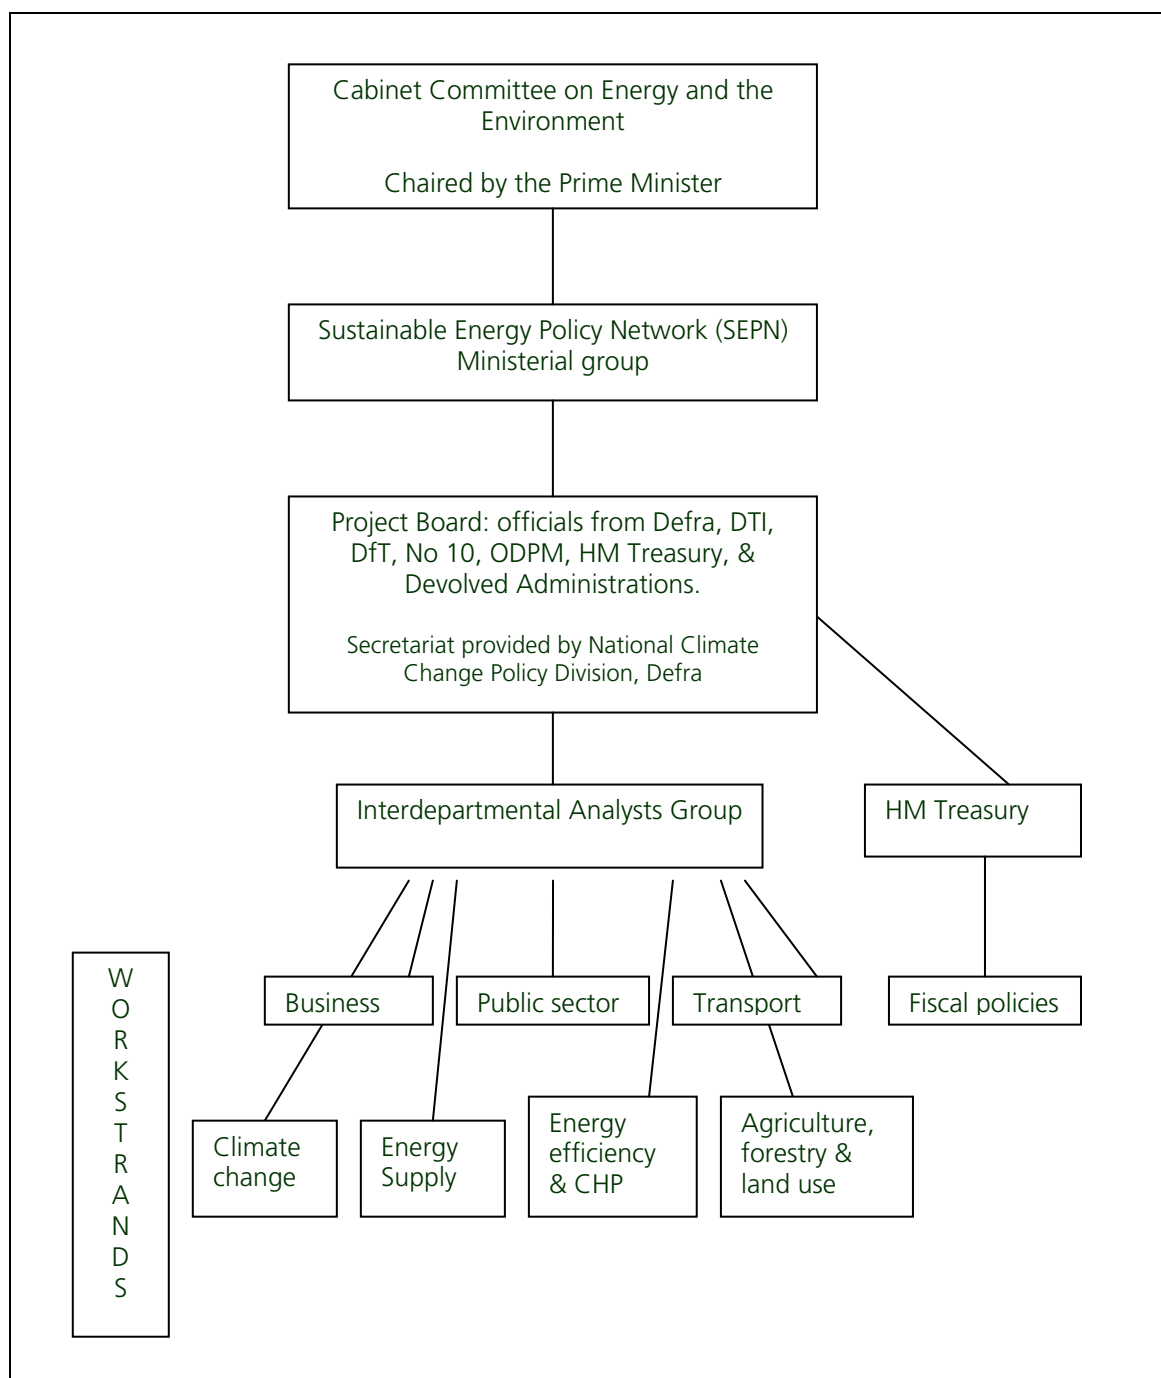 Cabinet Committee on Energy and the
Environment
Chaired by the Prime Minister
Sustainable Energy Policy Network (SEPN)
Ministerial group
Project Board: officials from Defra, DTI,
DfT, No 10, ODPM, HM Treasury, &
Devolved Administrations.
Secretariat provided by National Climate
Change Policy Division, Defra
Interdepartmental Analysts Group
HM Treasury
W
O
R
K
S
T
R
A
N
D
S
Business
Public sector
Transport
Fiscal policies
Climate
change
Energy
Supply
Energy
efficiency
& CHP
Agriculture,
forestry &
land use